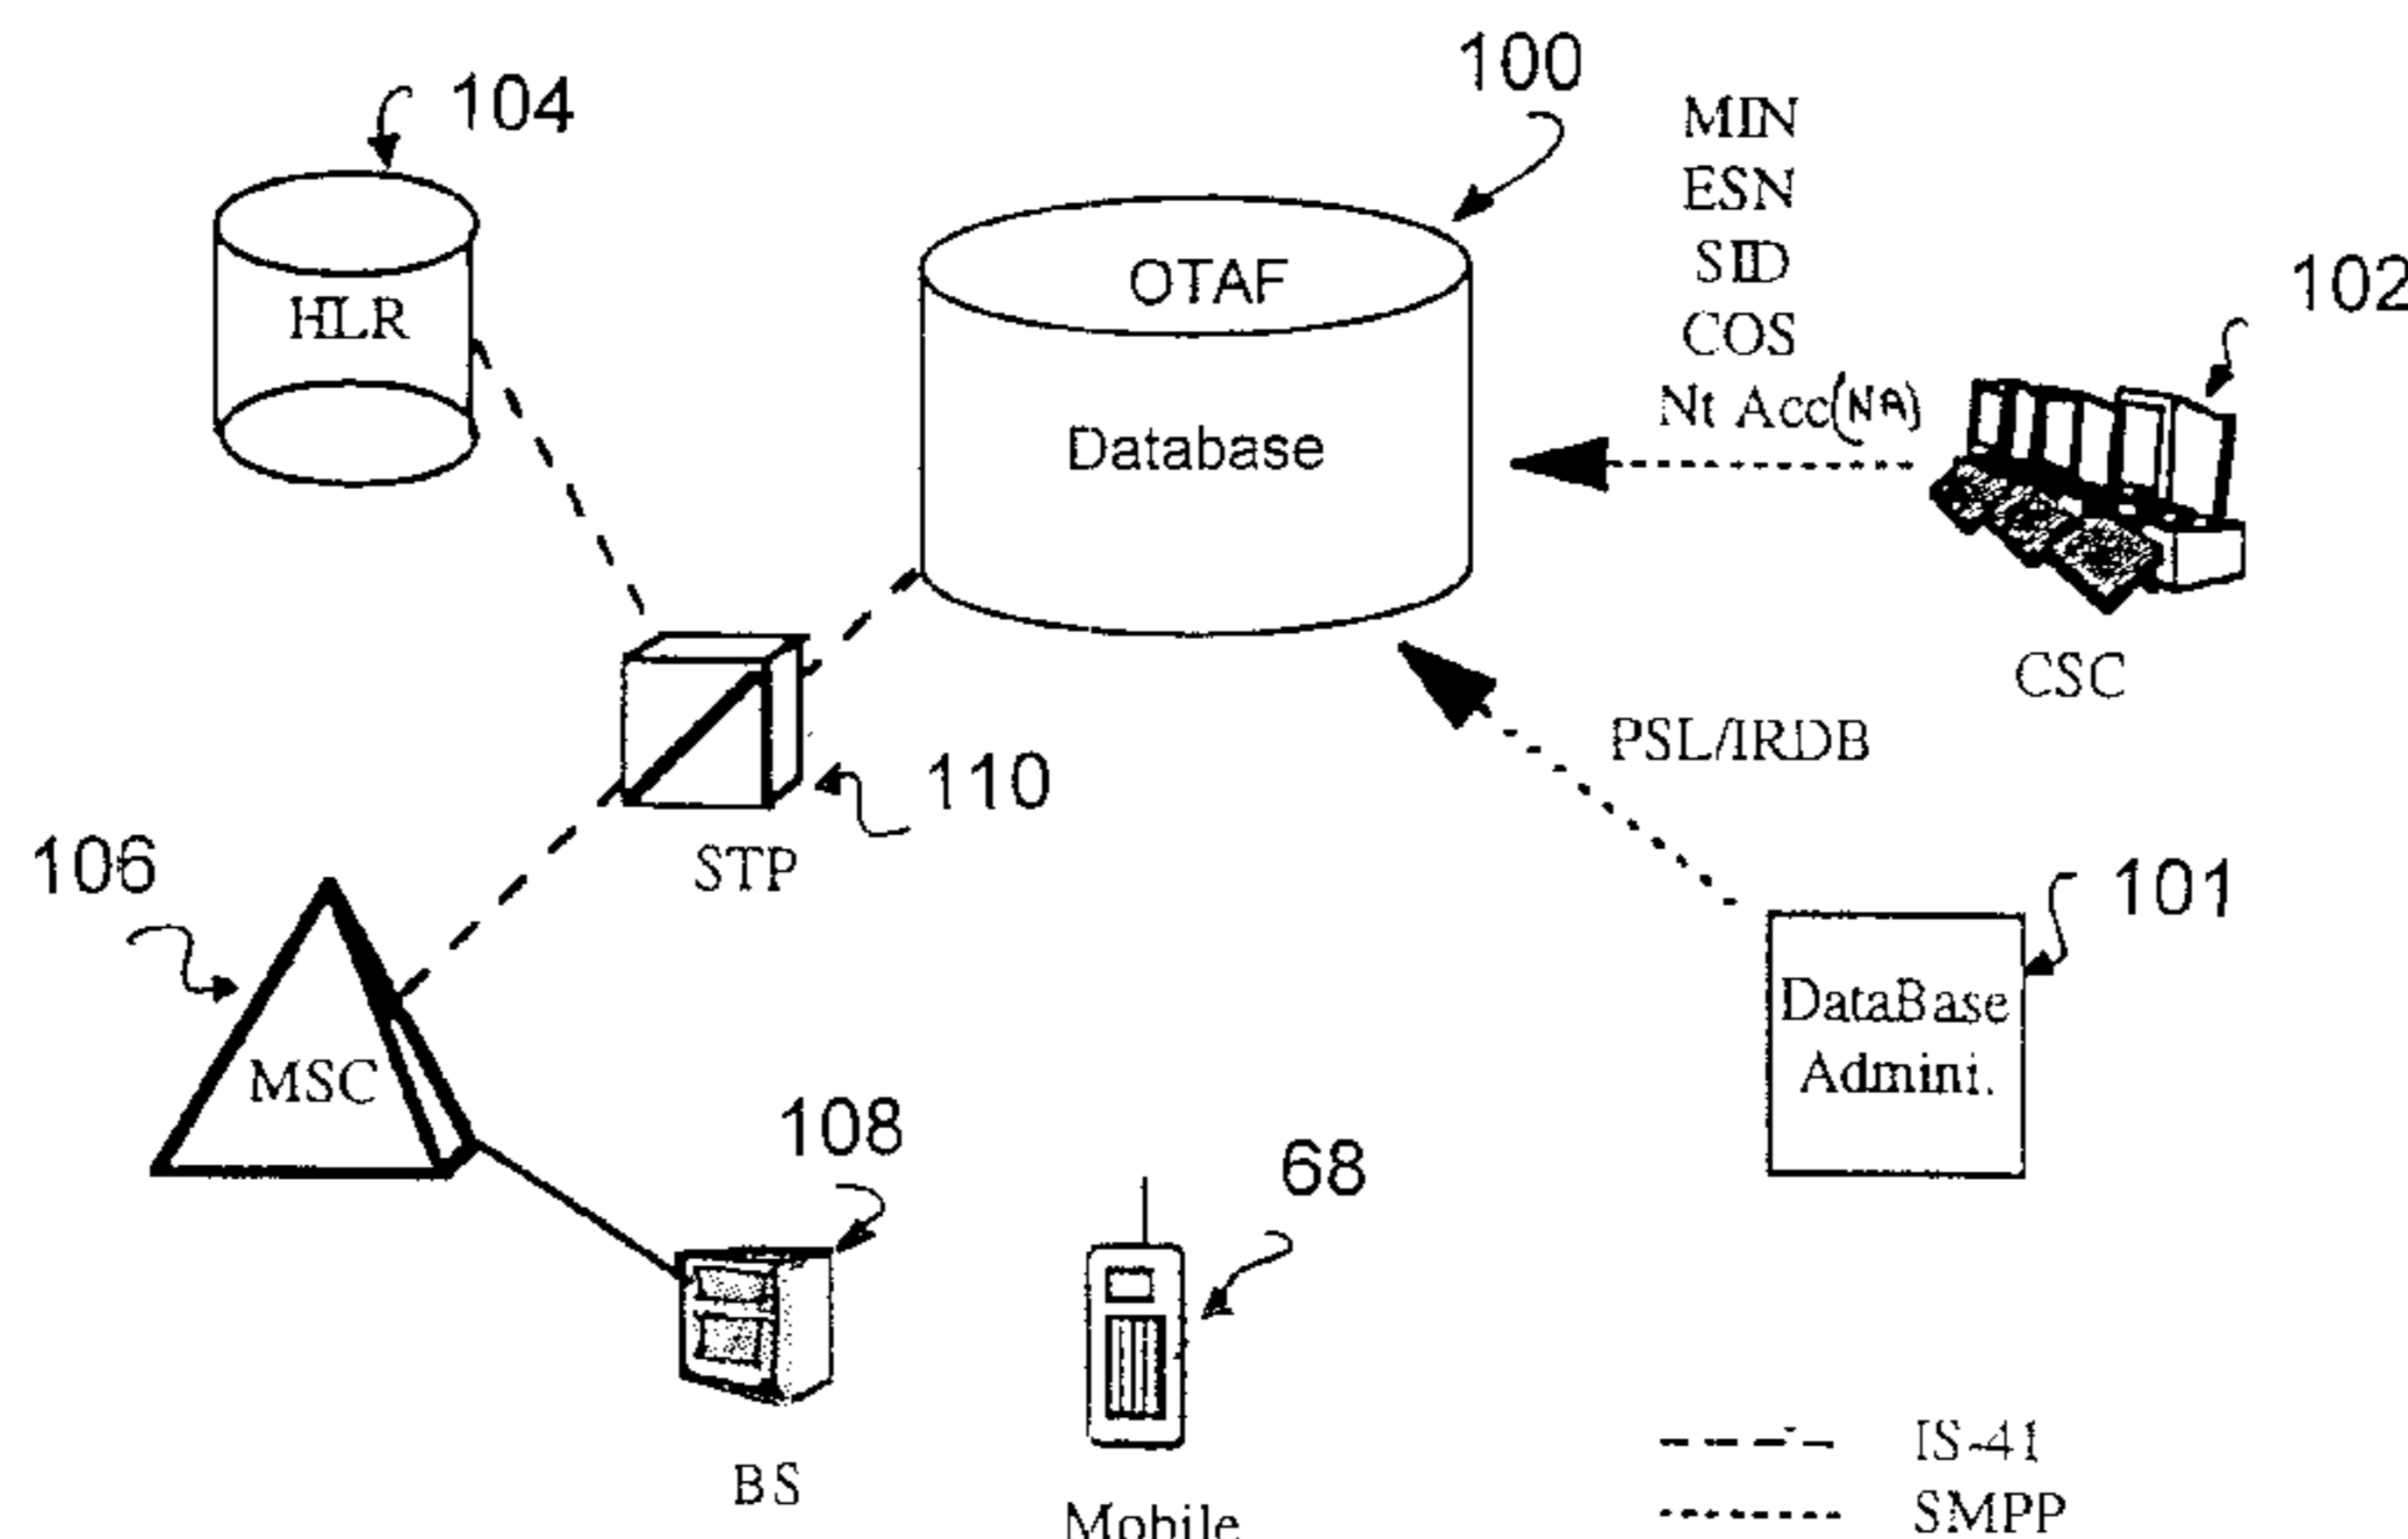 100
104
MIN
ESN
SID
COS
Nt Acc(NA)
102
HLR
OTAF
Database
CSC
PSL/IRDB
110
STP
106
101
DataBase
Admini.
MSC
108
68
BS
Mobile
IS-41
SMPP